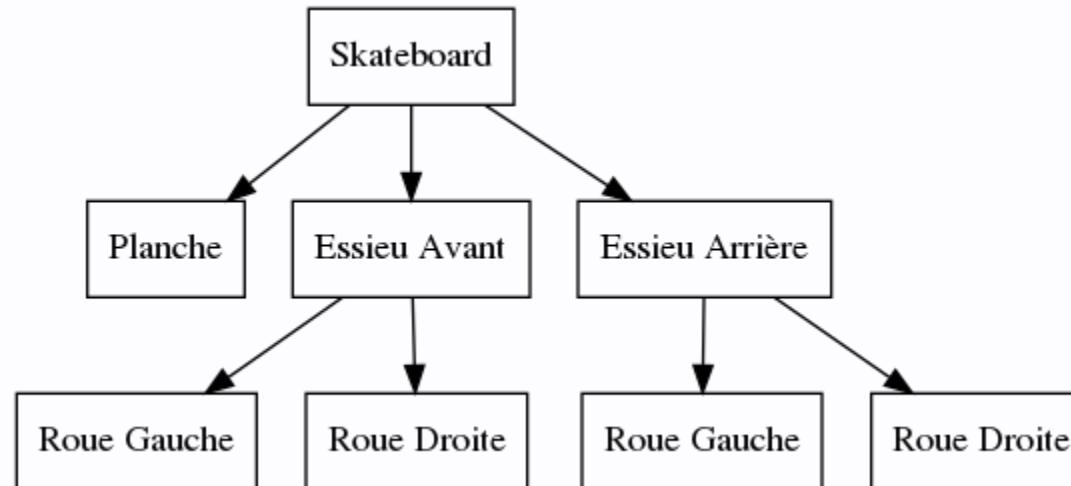 Skateboard
Planche
Essieu Avant
Essieu Arrière
Roue Gauche
Roue Droite
Roue Gauche
Roue Droite